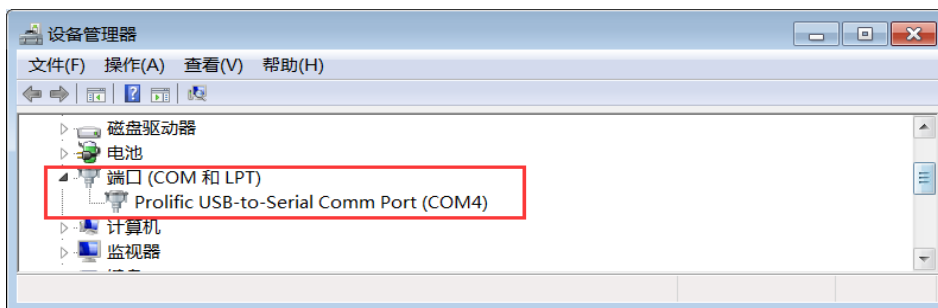 设备管理器
文件(F) 操作(A) 查看(V) 帮助(H)
磁盘驱动器
电池
端口 (COM 和 LPT)
Prolific USB-to-Serial Comm Port (COM4)
计算机
监视器